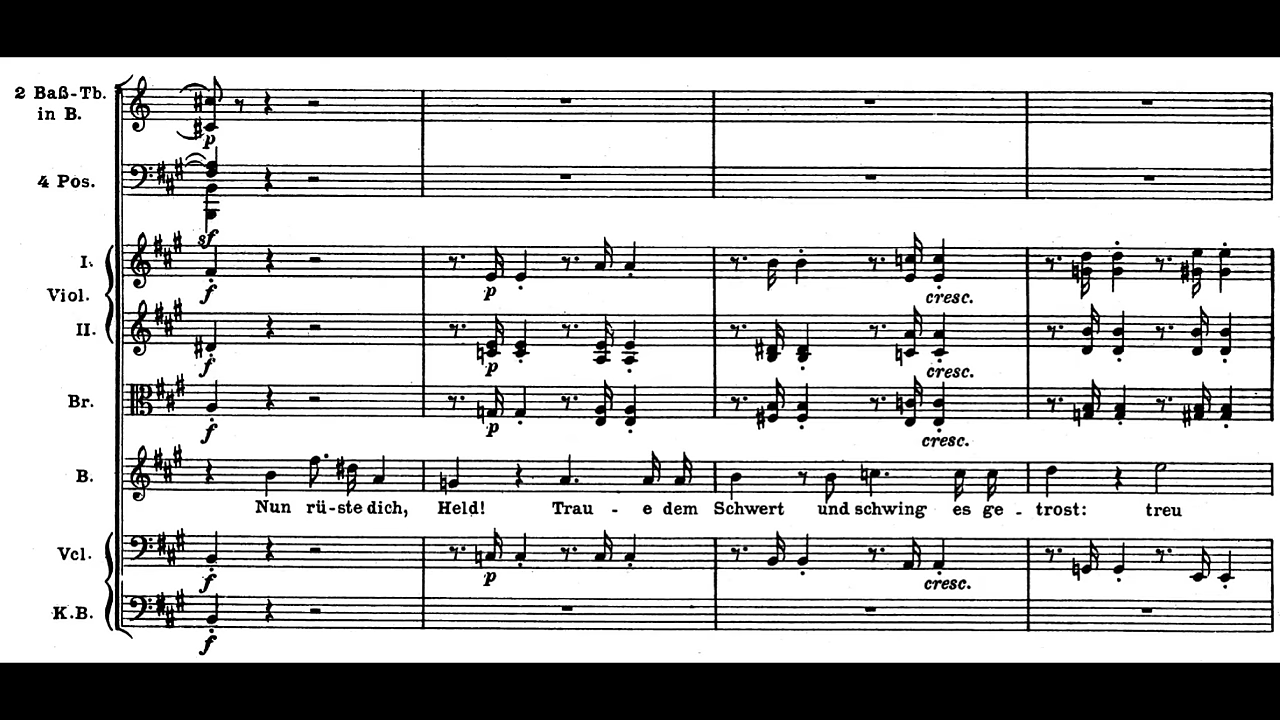 2 Baß-Tb.
in B.
p
4 Pos.
sf
I.
f p cresc.
Viol.
II.
f p cresc.
Br.
f p cresc.
B.
Nun rü-ste dich, Held! Trau - e dem Schwert und schwing es ge - trost: treu
Vcl.
f p cresc.
K.B.
f